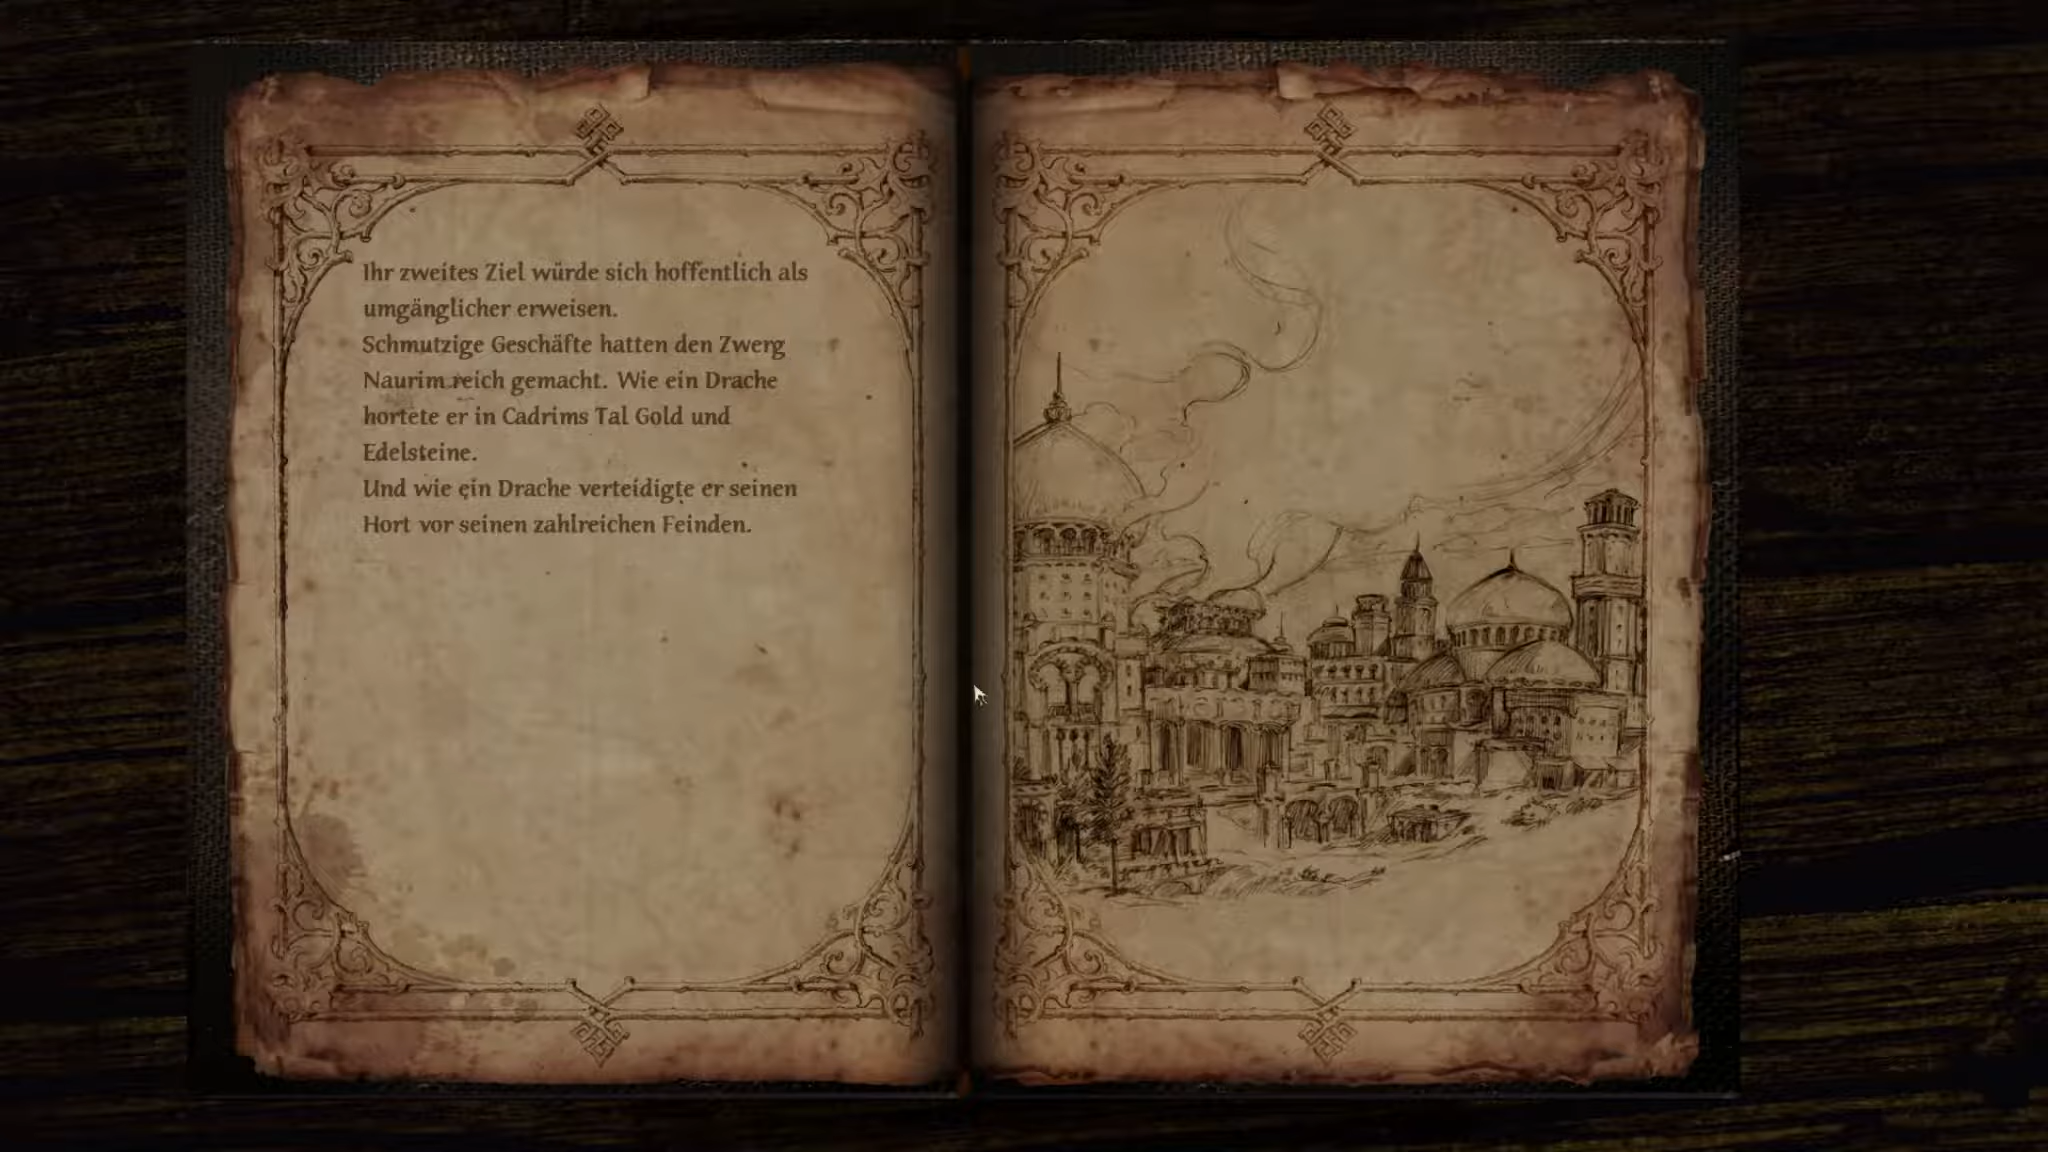 Ihr zweites Ziel würde sich hoffentlich als
umgänglicher erweisen.
Schmutzige Geschäfte hatten den Zwerg
Naurim reich gemacht. Wie ein Drache
hortete er in Cadrims Tal Gold und
Edelsteine.
Und wie ein Drache verteidigte er seinen
Hort vor seinen zahlreichen Feinden.